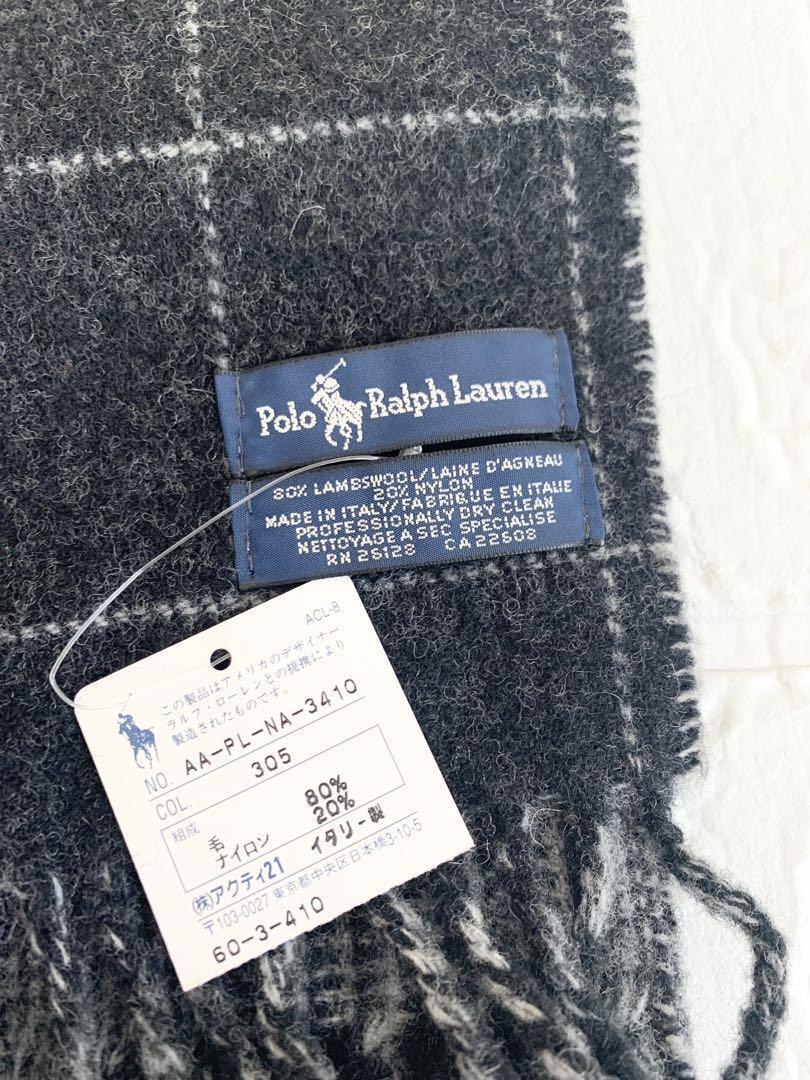 Polo Ralph Lauren
80% LAMBSWOOL/LAINE D'AGNEAU
20% NYLON
MADE IN ITALY/FABRIQUE EN ITALIE
PROFESSIONALLY DRY CLEAN
NETTOYAGE A SEC SPECIALISE
RN 26128 CA 22608
ACL-8
この製品はアメリカのデザイナー
ラルフ・ローレンとの提携により
製造されたものです。
NO. AA-PL-NA-3410
COL. 305
組成 毛 80%
ナイロン 20%
イタリー製
(株)アクティ21
〒103-0027 東京都中央区日本橋3-10-5
60-3-410